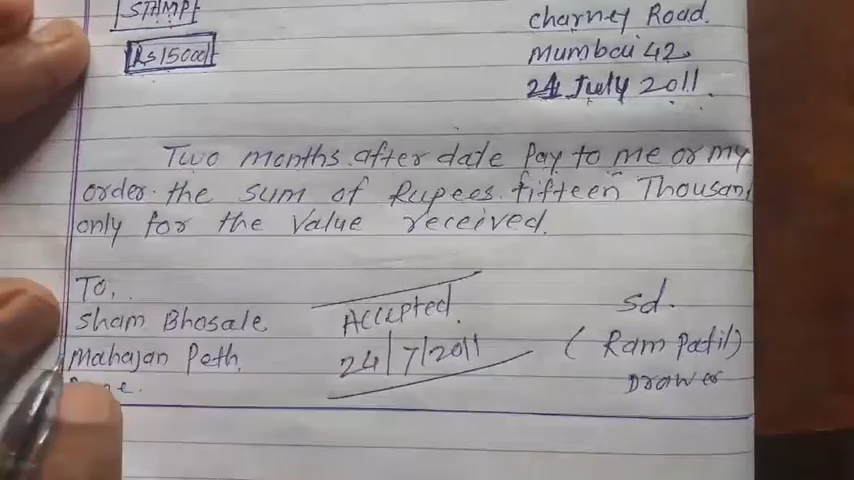 STAMP
Rs 15000
charney Road.
Mumbai 42
24 July 2011.
Two months after date Pay to me or my
order the sum of Rupees fifteen Thousand
only for the value received.
To,
Sham Bhosale
Mahajan Peth,
Accepted.
24/7/2011
sd.
(Ram Patil)
Drawer